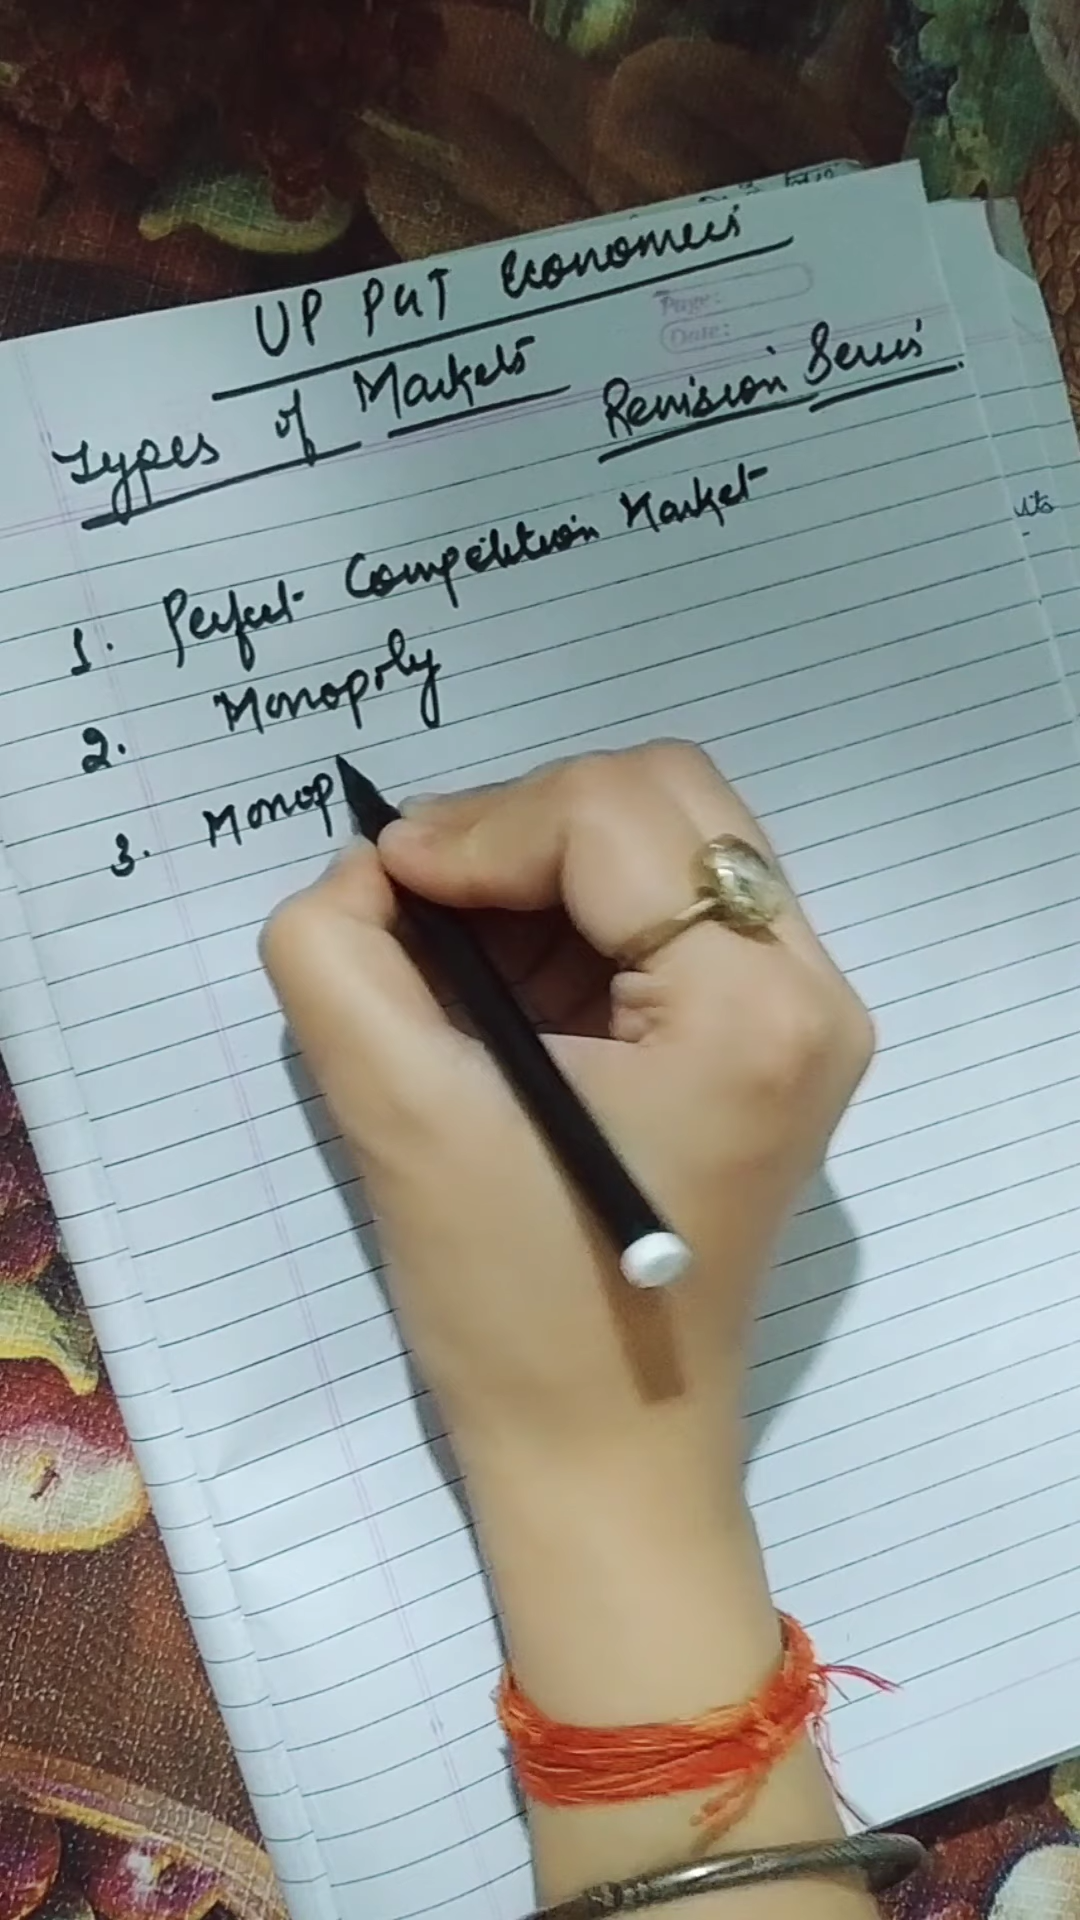 UP PGT Economics
Page:
Date:
Types of Markets
Revision Series
1. Perfect Competition Market
2. Monopoly
3. Monop